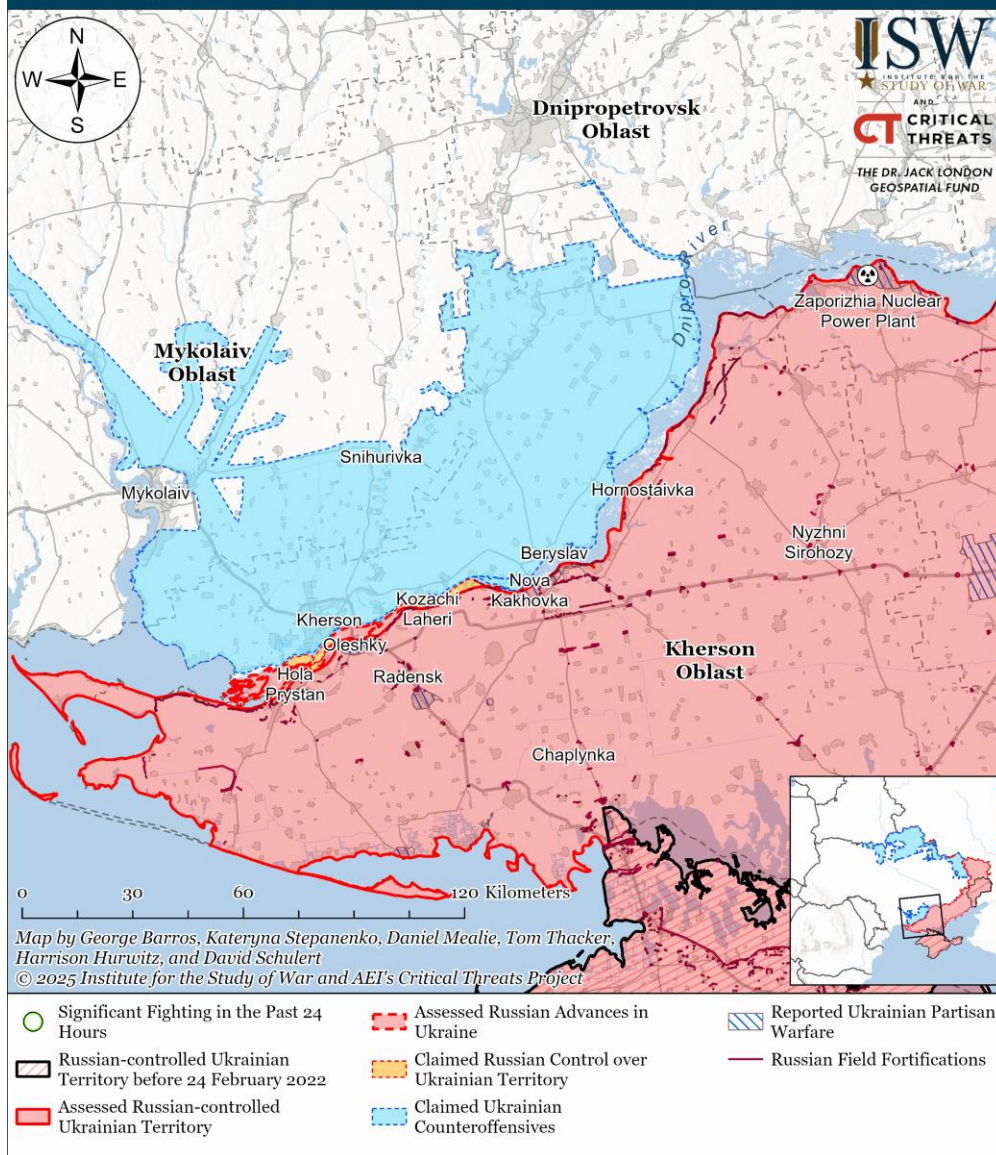 N
W E
S
ISW
INSTITUTE FOR THE
STUDY OF WAR
AND
CT CRITICAL
THREATS
THE DR. JACK LONDON
GEOSPATIAL FUND
Dnipropetrovsk
Oblast
Dnipro River
Zaporizhia Nuclear
Power Plant
Mykolaiv
Oblast
Snihurivka
Mykolaiv
Hornostaivka
Nyzhni
Sirohozy
Beryslav
Nova
Kakhovka
Kozachi
Laheri
Kherson
Oleshky
Hola
Prystan
Radensk
Kherson
Oblast
Chaplynka
0 30 60 120 Kilometers
Map by George Barros, Kateryna Stepanenko, Daniel Mealie, Tom Thacker,
Harrison Hurwitz, and David Schulert
© 2025 Institute for the Study of War and AEI's Critical Threats Project
Significant Fighting in the Past 24
Hours
Russian-controlled Ukrainian
Territory before 24 February 2022
Assessed Russian-controlled
Ukrainian Territory
Assessed Russian Advances in
Ukraine
Claimed Russian Control over
Ukrainian Territory
Claimed Ukrainian
Counteroffensives
Reported Ukrainian Partisan
Warfare
Russian Field Fortifications